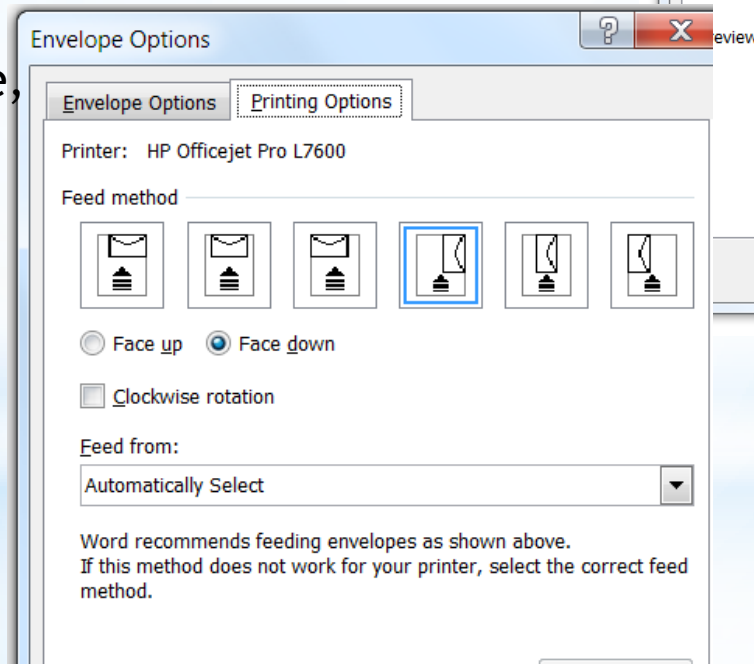 Envelope Options
eview
e,
Envelope Options Printing Options
Printer: HP Officejet Pro L7600
Feed method
Face up Face down
Clockwise rotation
Feed from:
Automatically Select
Word recommends feeding envelopes as shown above.
If this method does not work for your printer, select the correct feed
method.